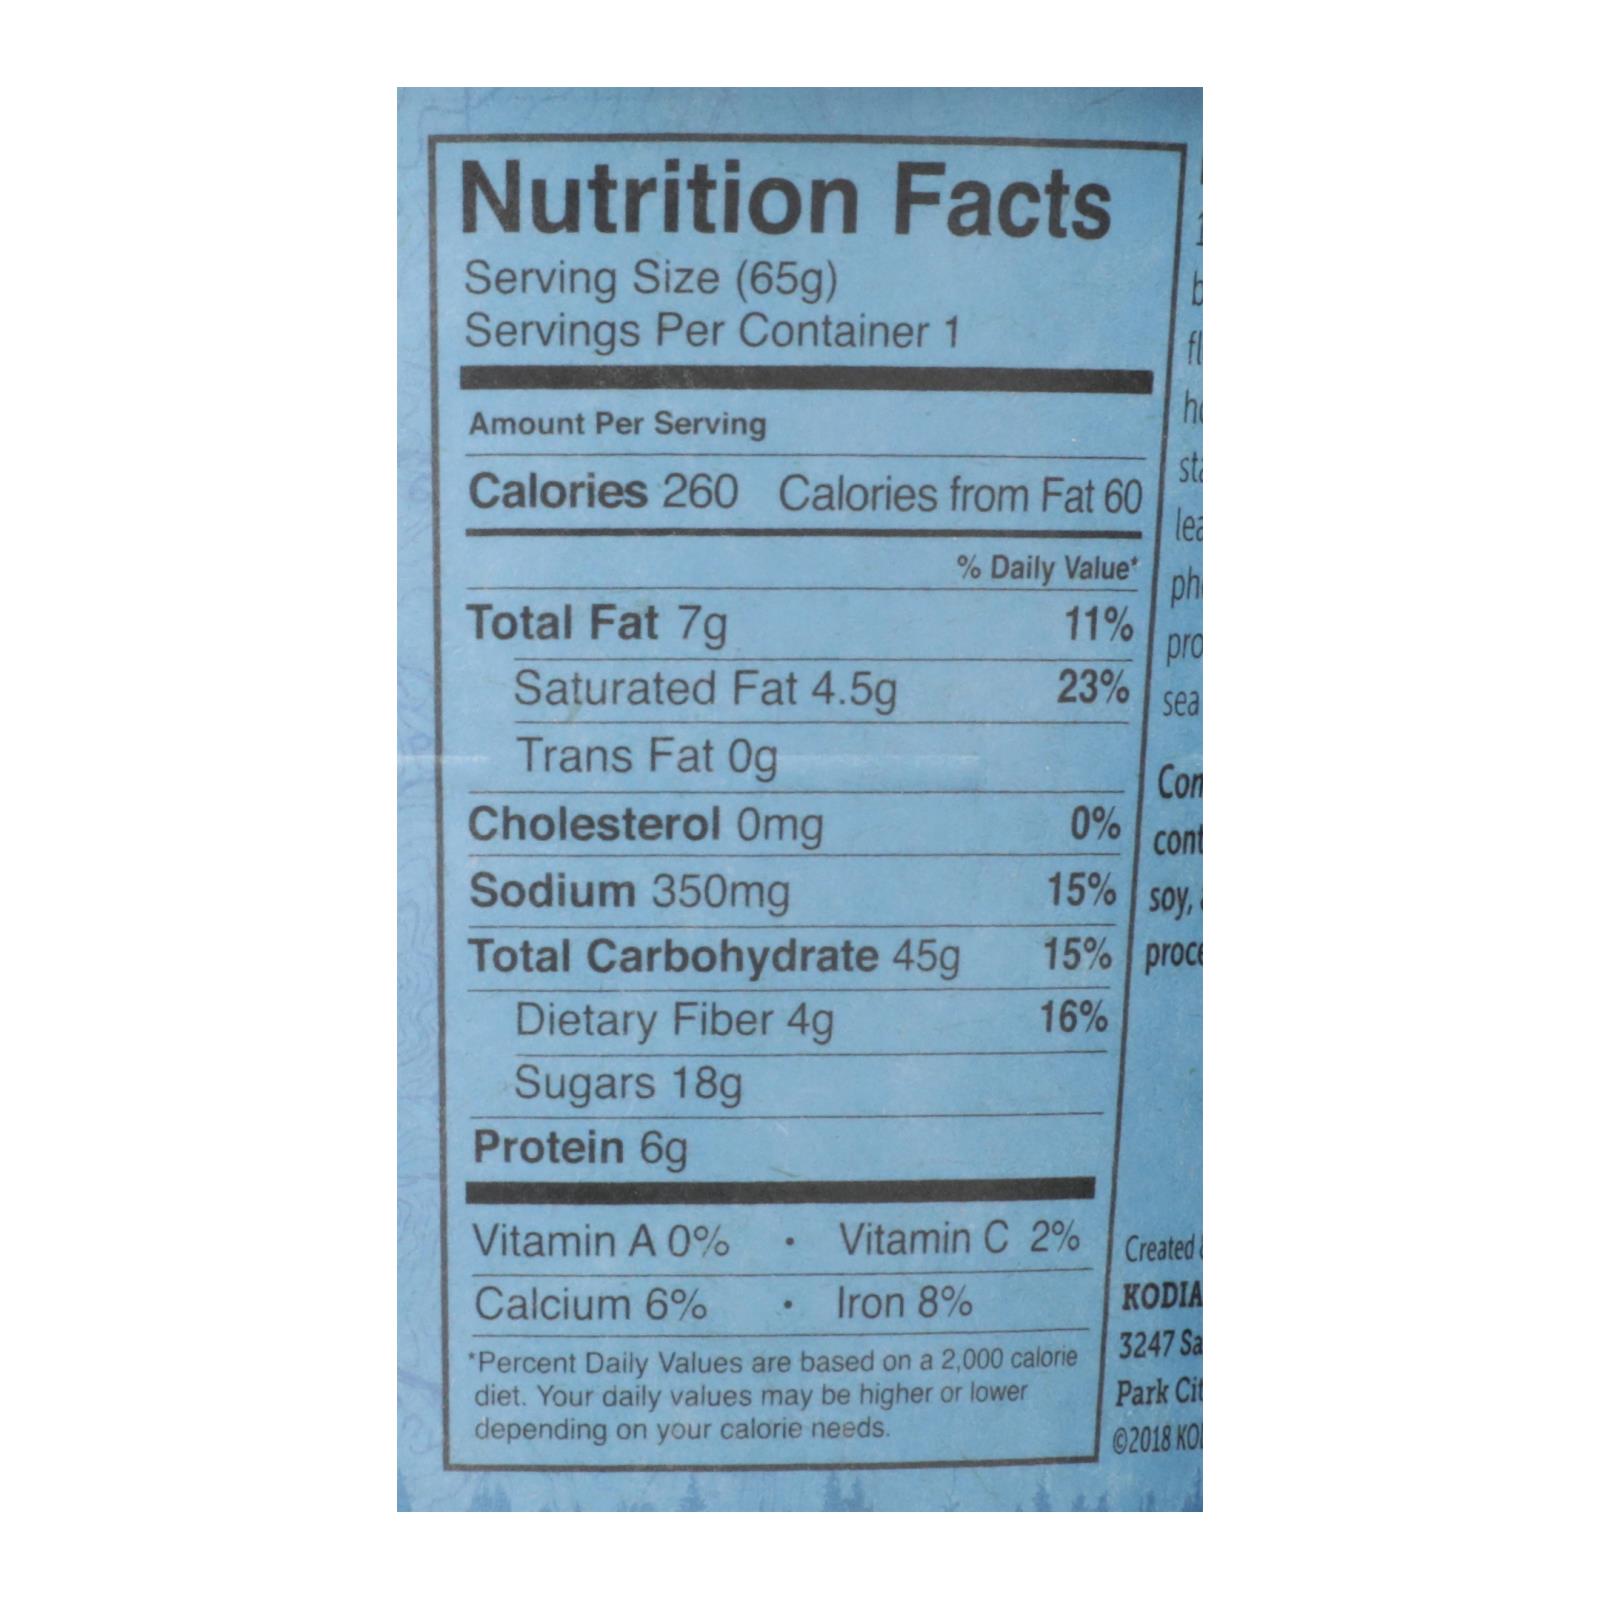 Nutrition Facts
Serving Size (65g)
Servings Per Container 1
Amount Per Serving
Calories 260 Calories from Fat 60
% Daily Value*
Total Fat 7g 11%
Saturated Fat 4.5g 23%
Trans Fat 0g
Cholesterol 0mg 0%
Sodium 350mg 15%
Total Carbohydrate 45g 15%
Dietary Fiber 4g 16%
Sugars 18g
Protein 6g
Vitamin A 0% • Vitamin C 2%
Calcium 6% • Iron 8%
*Percent Daily Values are based on a 2,000 calorie
diet. Your daily values may be higher or lower
depending on your calorie needs.
soy,
Created
3247
Park
©2018